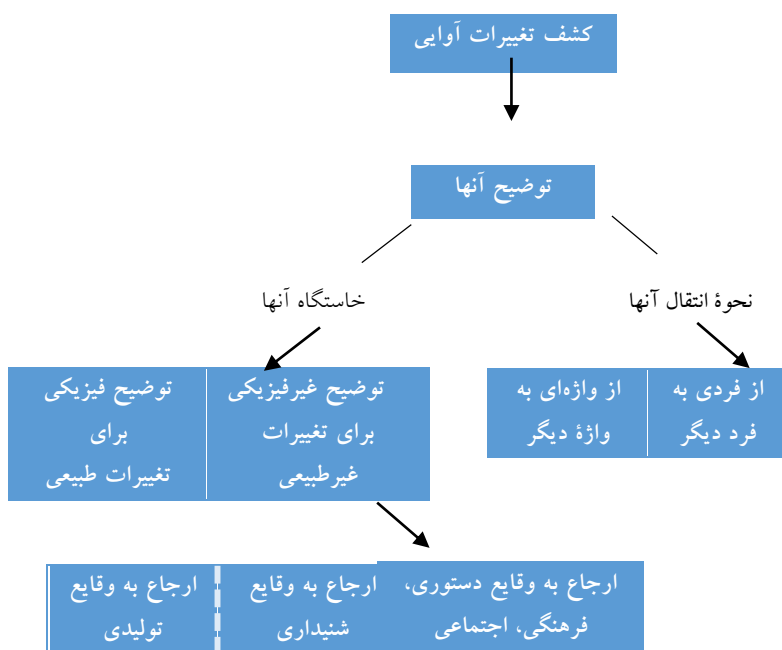 کشف تغییرات آوایی
توضیح آنها
نحوۀ انتقال آنها
خاستگاه آنها
از فردی به
فرد دیگر
از واژه‌ای به
واژۀ دیگر
توضیح غیرفیزیکی
برای تغییرات
غیرطبیعی
توضیح فیزیکی
برای
تغییرات طبیعی
ارجاع به وقایع دستوری،
فرهنگی، اجتماعی
ارجاع به وقایع
شنیداری
ارجاع به وقایع
تولیدی